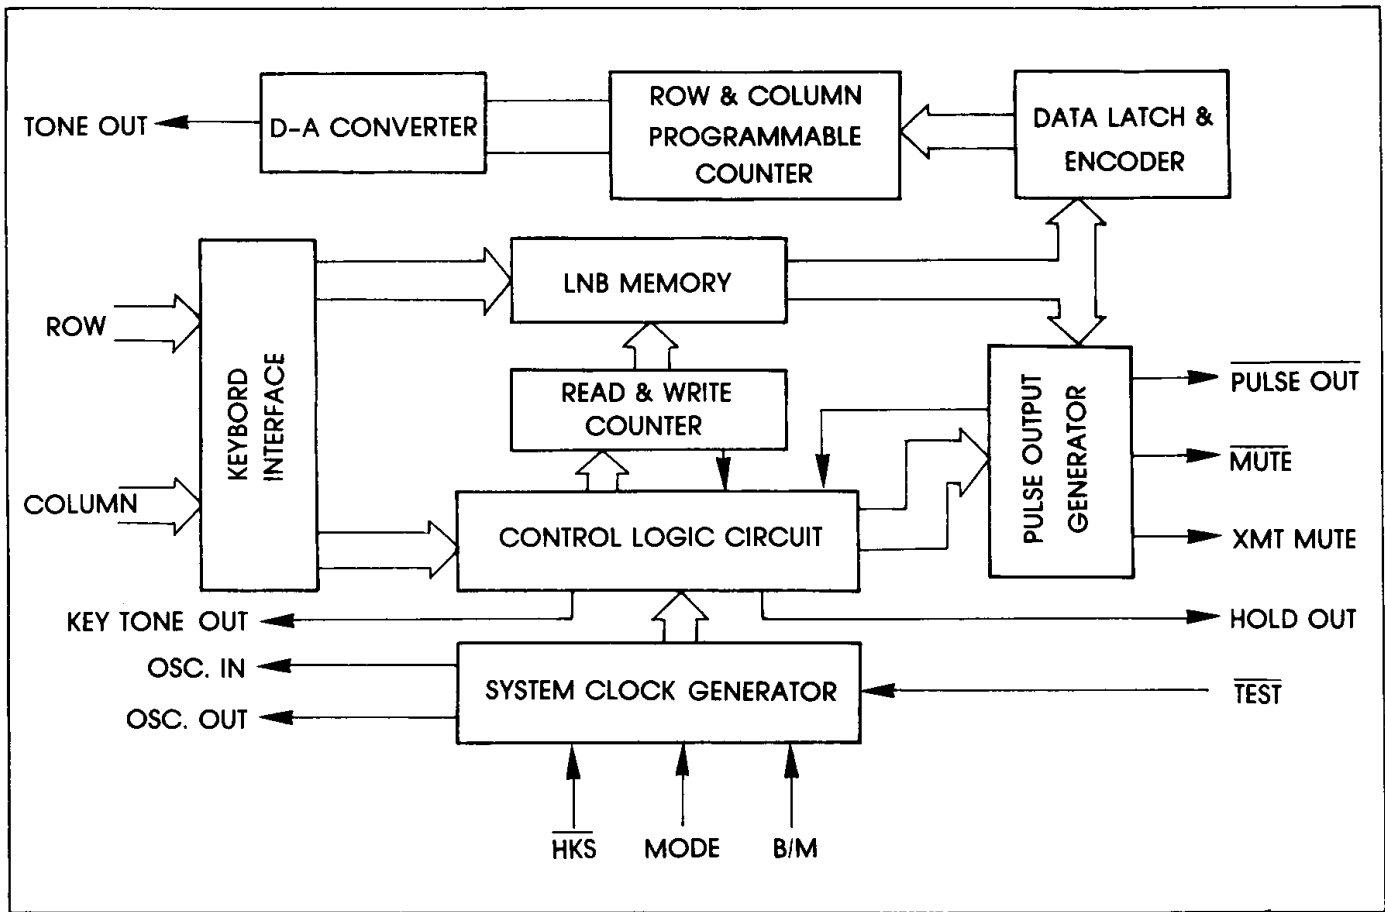 TONE OUT
D-A CONVERTER
ROW & COLUMN
PROGRAMMABLE
COUNTER
DATA LATCH &
ENCODER
ROW
COLUMN
KEYBORD
INTERFACE
LNB MEMORY
READ & WRITE
COUNTER
CONTROL LOGIC CIRCUIT
PULSE OUTPUT
GENERATOR
PULSE OUT
MUTE
XMT MUTE
KEY TONE OUT
HOLD OUT
OSC. IN
OSC. OUT
SYSTEM CLOCK GENERATOR
TEST
HKS
MODE
B/M